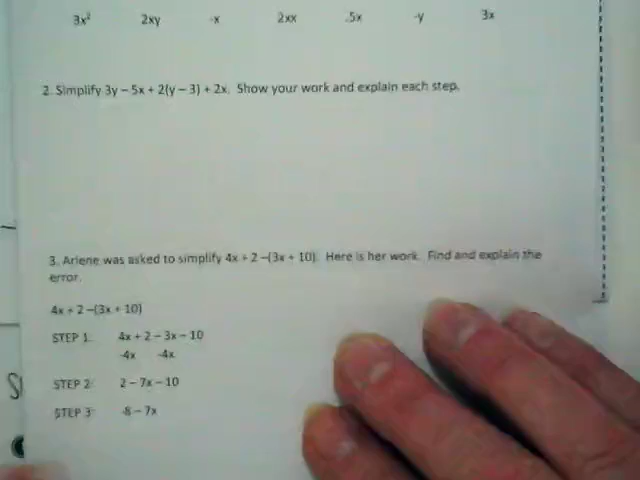 3x² 2xy -x 2xx .5x -y 3x
2. Simplify 3y – 5x + 2(y – 3) + 2x. Show your work and explain each step.
3. Arlene was asked to simplify 4x + 2 –(3x + 10). Here is her work. Find and explain the
error.
4x + 2 –(3x + 10)
STEP 1: 4x + 2 – 3x – 10
-4x -4x
STEP 2: 2 – 7x – 10
STEP 3: -8 – 7x